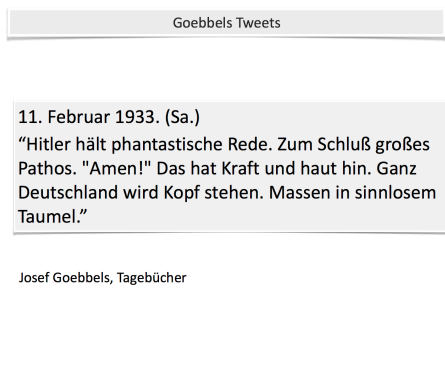 Goebbels Tweets
11. Februar 1933. (Sa.)
“Hitler hält phantastische Rede. Zum Schluß großes
Pathos. "Amen!" Das hat Kraft und haut hin. Ganz
Deutschland wird Kopf stehen. Massen in sinnlosem
Taumel.”
Josef Goebbels, Tagebücher